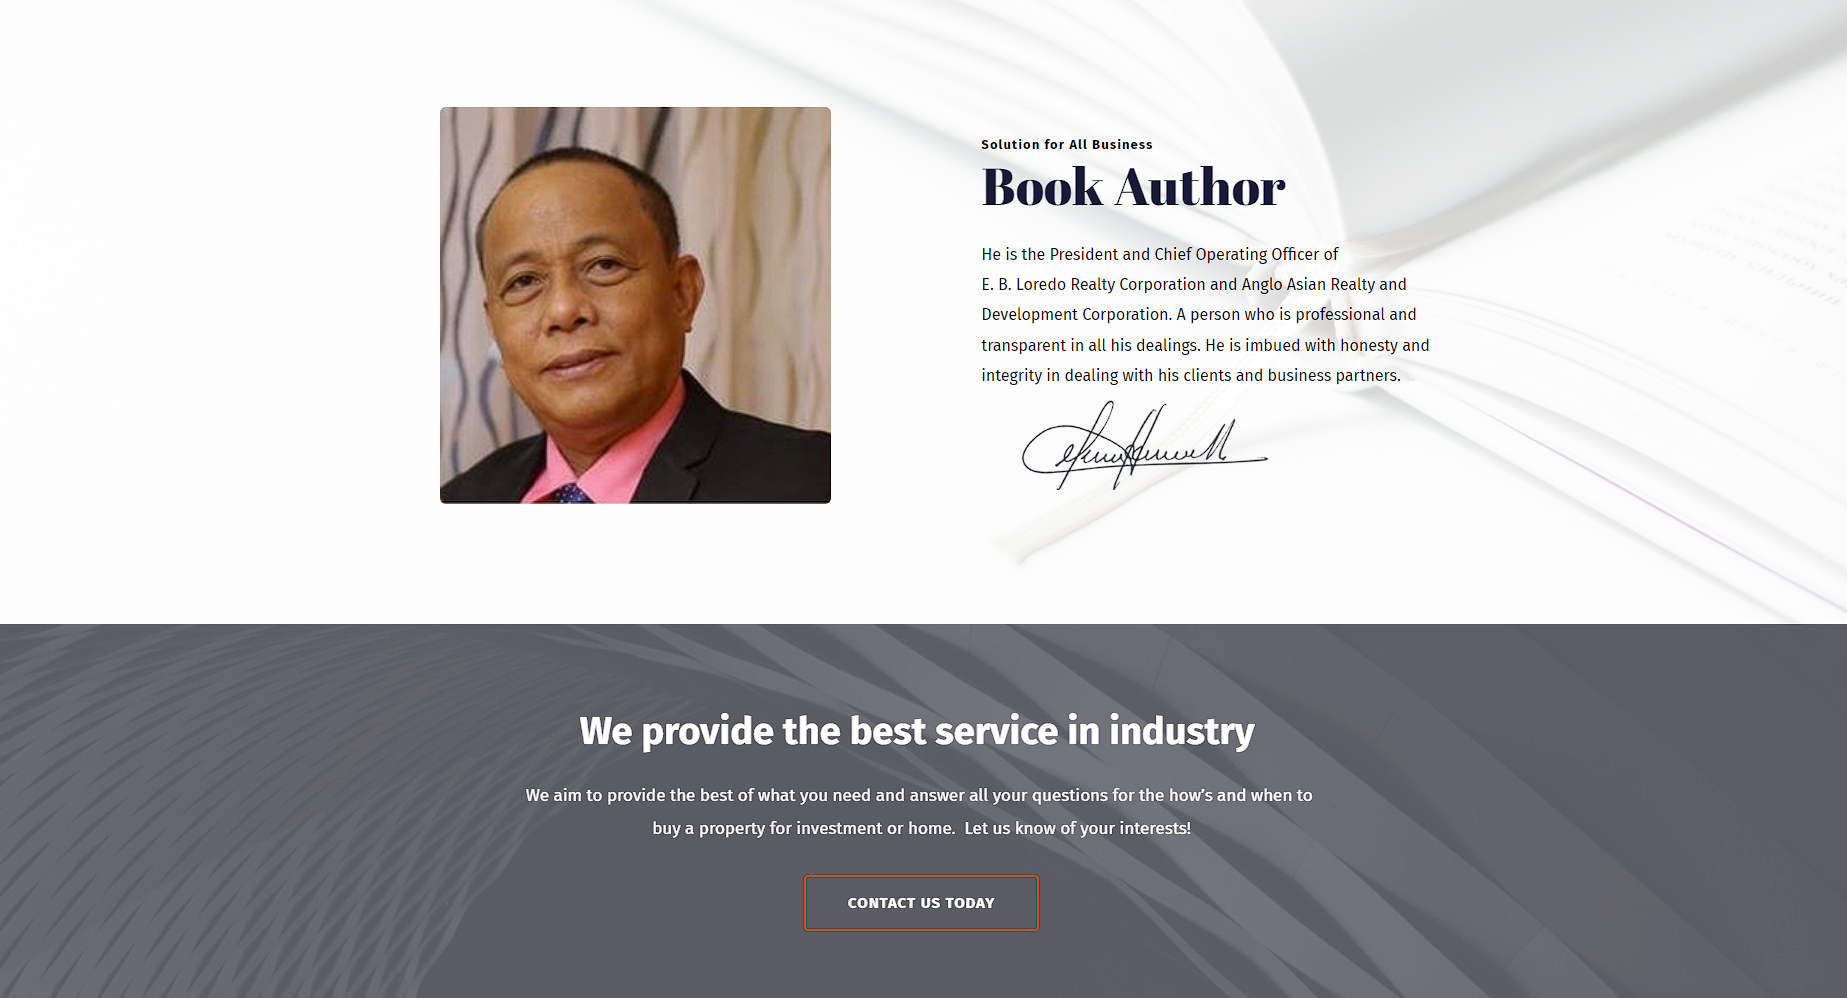 Solution for All Business
Book Author
He is the President and Chief Operating Officer of
E. B. Loredo Realty Corporation and Anglo Asian Realty and
Development Corporation. A person who is professional and
transparent in all his dealings. He is imbued with honesty and
integrity in dealing with his clients and business partners.
We provide the best service in industry
We aim to provide the best of what you need and answer all your questions for the how’s and when to
buy a property for investment or home.  Let us know of your interests!
CONTACT US TODAY